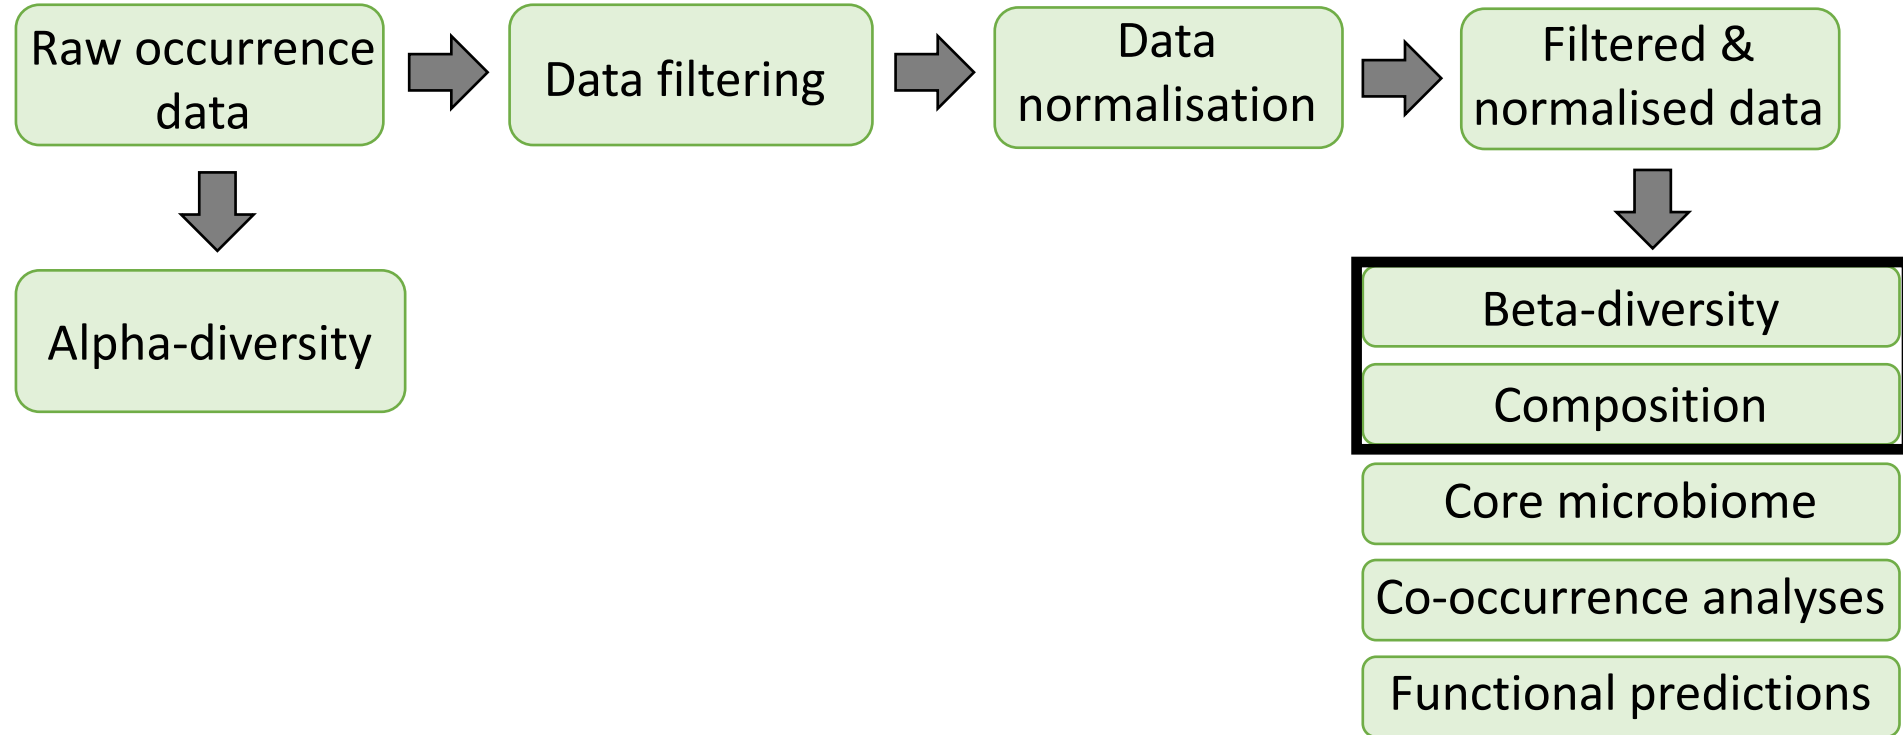 Raw occurrence
data
Data filtering
Data
normalisation
Filtered &
normalised data
Alpha-diversity
Beta-diversity
Composition
Core microbiome
Co-occurrence analyses
Functional predictions